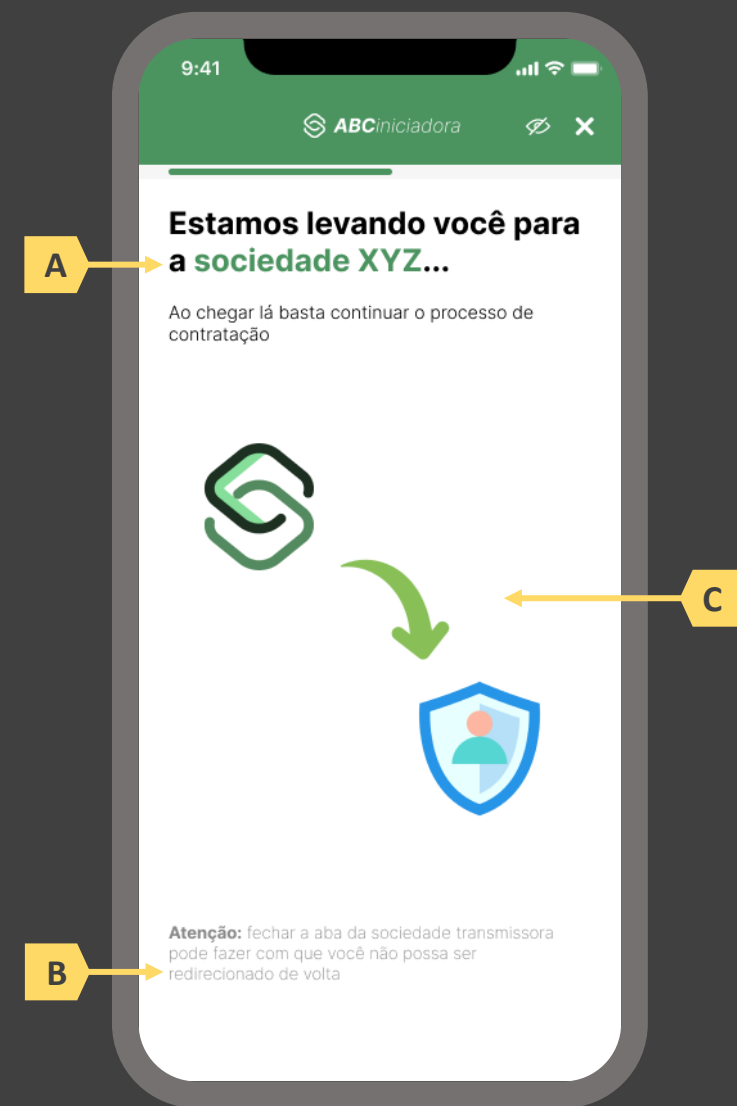 9:41
ABCiniciadora
Estamos levando você para
a sociedade XYZ...
A
Ao chegar lá basta continuar o processo de
contratação
C
Atenção: fechar a aba da sociedade transmissora
pode fazer com que você não possa ser
redirecionado de volta
B